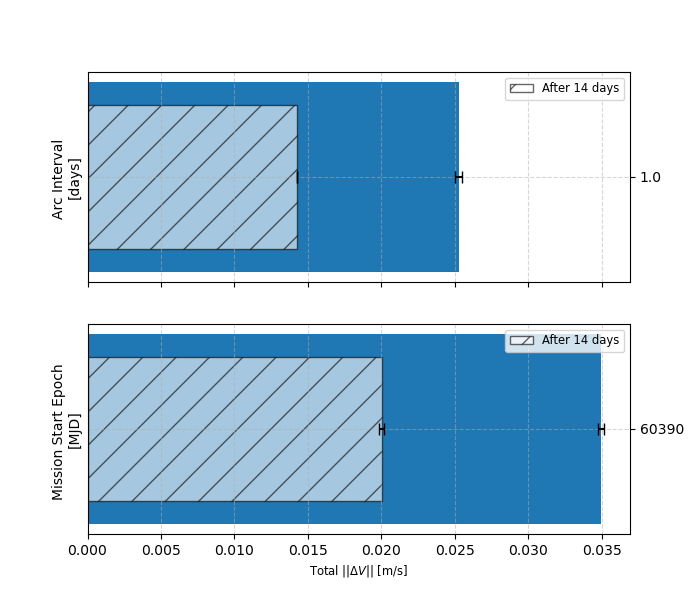 After 14 days
Arc Interval
[days]
1.0
After 14 days
Mission Start Epoch
[MJD]
60390
0.000 0.005 0.010 0.015 0.020 0.025 0.030 0.035
Total ||ΔV|| [m/s]